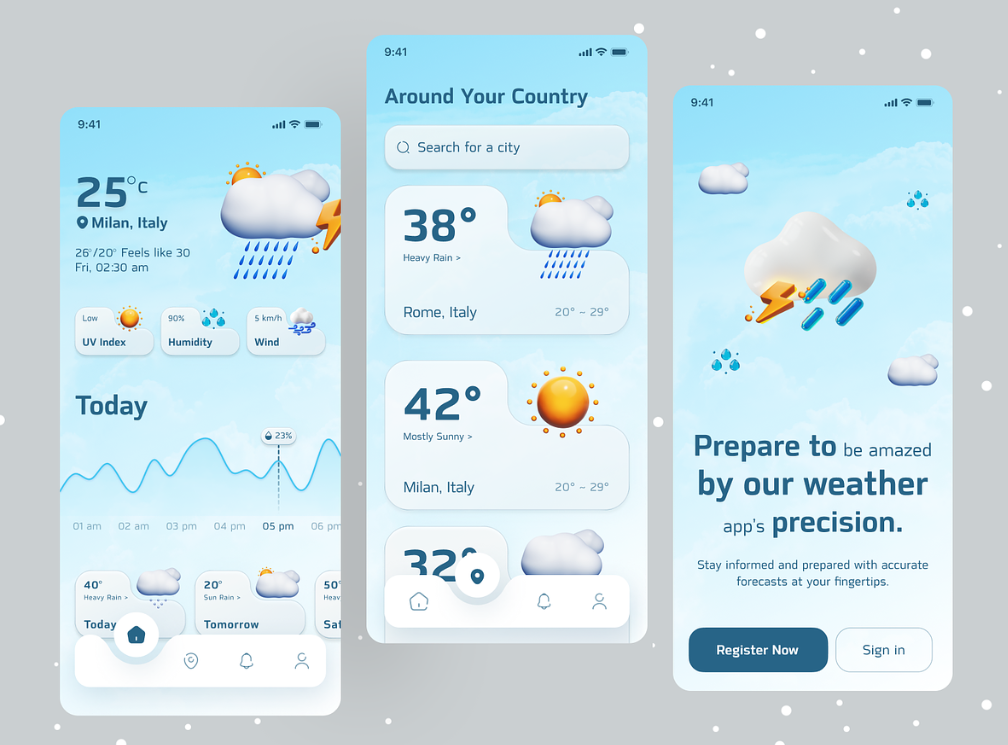 9:41
25°C
Milan, Italy
26°/20° Feels like 30
Fri, 02:30 am
Low
UV Index
90%
Humidity
5 km/h
Wind
Today
23%
01 am 02 am 03 pm 04 pm 05 pm 06 pm
40°
Heavy Rain >
Today
20°
Sun Rain >
Tomorrow
50°
Heav
Sat
9:41
Around Your Country
Search for a city
38°
Heavy Rain >
Rome, Italy 20° ~ 29°
42°
Mostly Sunny >
Milan, Italy 20° ~ 29°
32°
9:41
Prepare to be amazed
by our weather
app's precision.
Stay informed and prepared with accurate
forecasts at your fingertips.
Register Now
Sign in